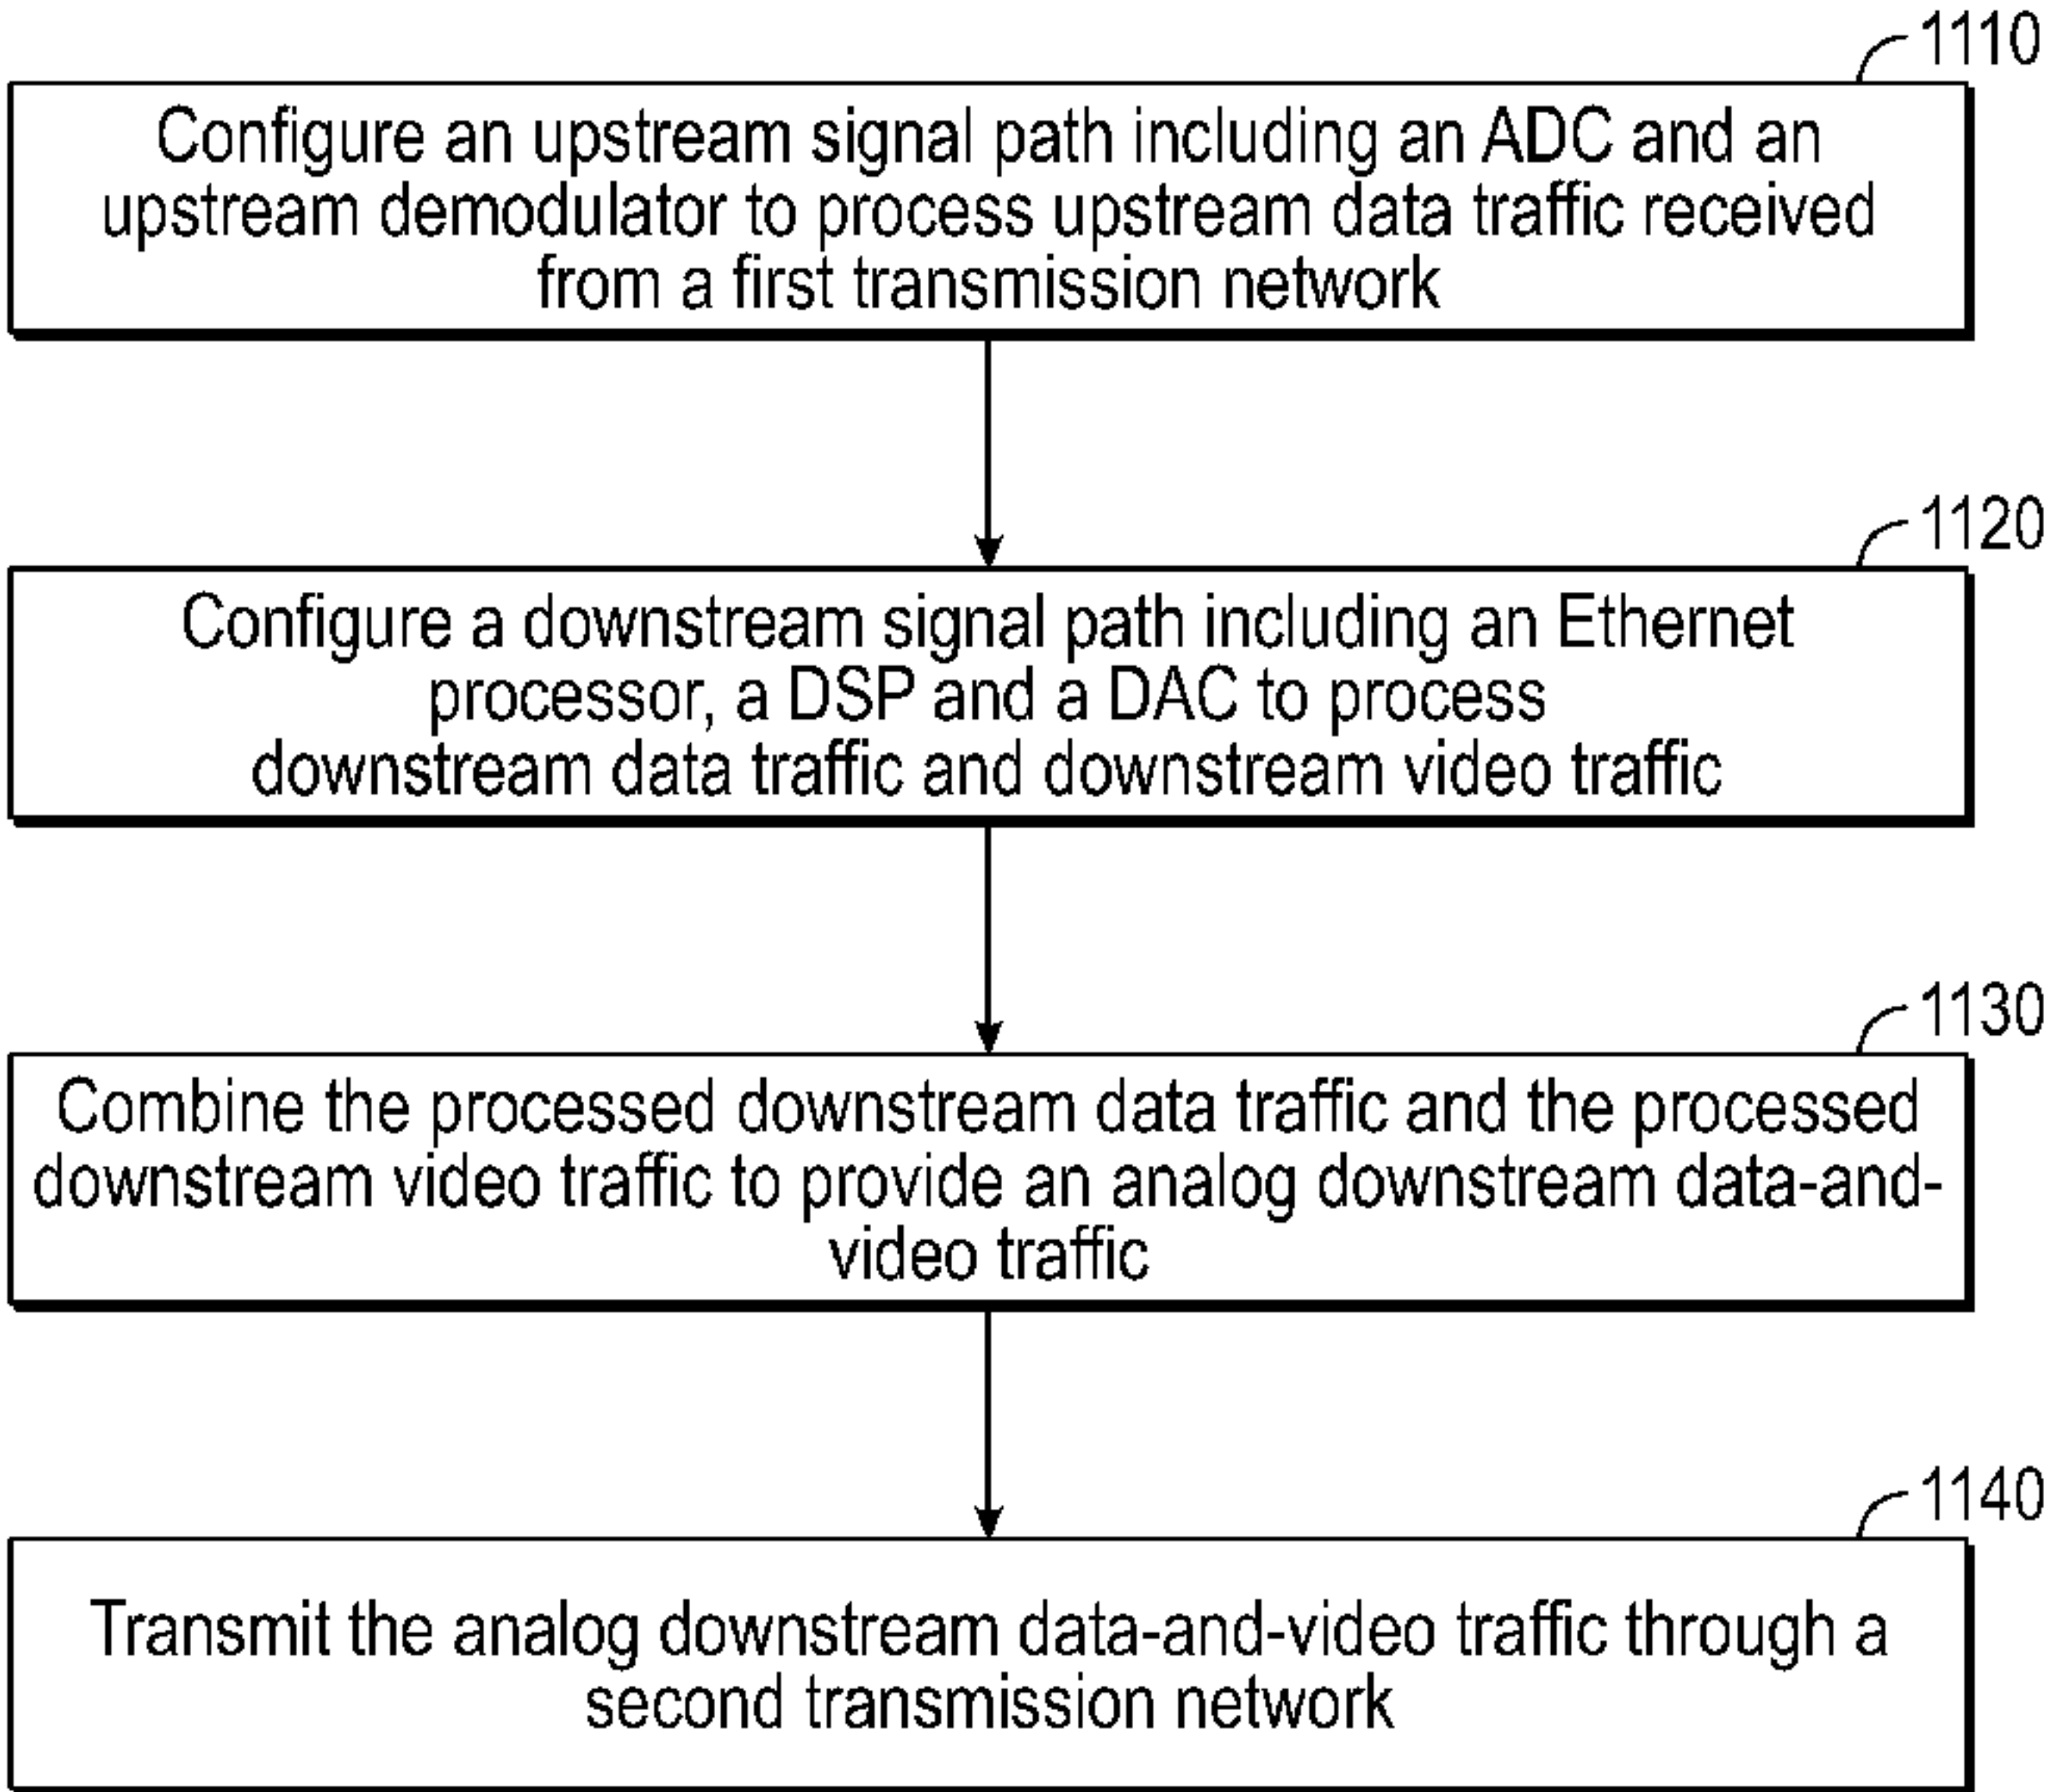 1110
Configure an upstream signal path including an ADC and an
upstream demodulator to process upstream data traffic received
from a first transmission network
1120
Configure a downstream signal path including an Ethernet
processor, a DSP and a DAC to process
downstream data traffic and downstream video traffic
1130
Combine the processed downstream data traffic and the processed
downstream video traffic to provide an analog downstream data-and-
video traffic
1140
Transmit the analog downstream data-and-video traffic through a
second transmission network